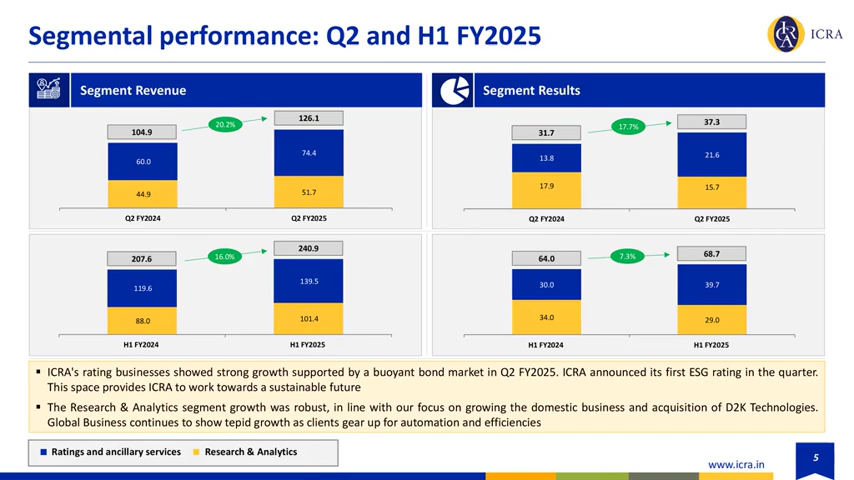 Segmental performance: Q2 and H1 FY2025
ICRA
ICRA
Segment Revenue
104.9
20.2%
126.1
60.0
74.4
44.9
51.7
Q2 FY2024
Q2 FY2025
Segment Results
31.7
17.7%
37.3
13.8
21.6
17.9
15.7
Q2 FY2024
Q2 FY2025
207.6
16.0%
240.9
119.6
139.5
88.0
101.4
H1 FY2024
H1 FY2025
64.0
7.3%
68.7
30.0
39.7
34.0
29.0
H1 FY2024
H1 FY2025
▪ ICRA's rating businesses showed strong growth supported by a buoyant bond market in Q2 FY2025. ICRA announced its first ESG rating in the quarter.
This space provides ICRA to work towards a sustainable future
▪ The Research & Analytics segment growth was robust, in line with our focus on growing the domestic business and acquisition of D2K Technologies.
Global Business continues to show tepid growth as clients gear up for automation and efficiencies
Ratings and ancillary services
Research & Analytics
www.icra.in
5